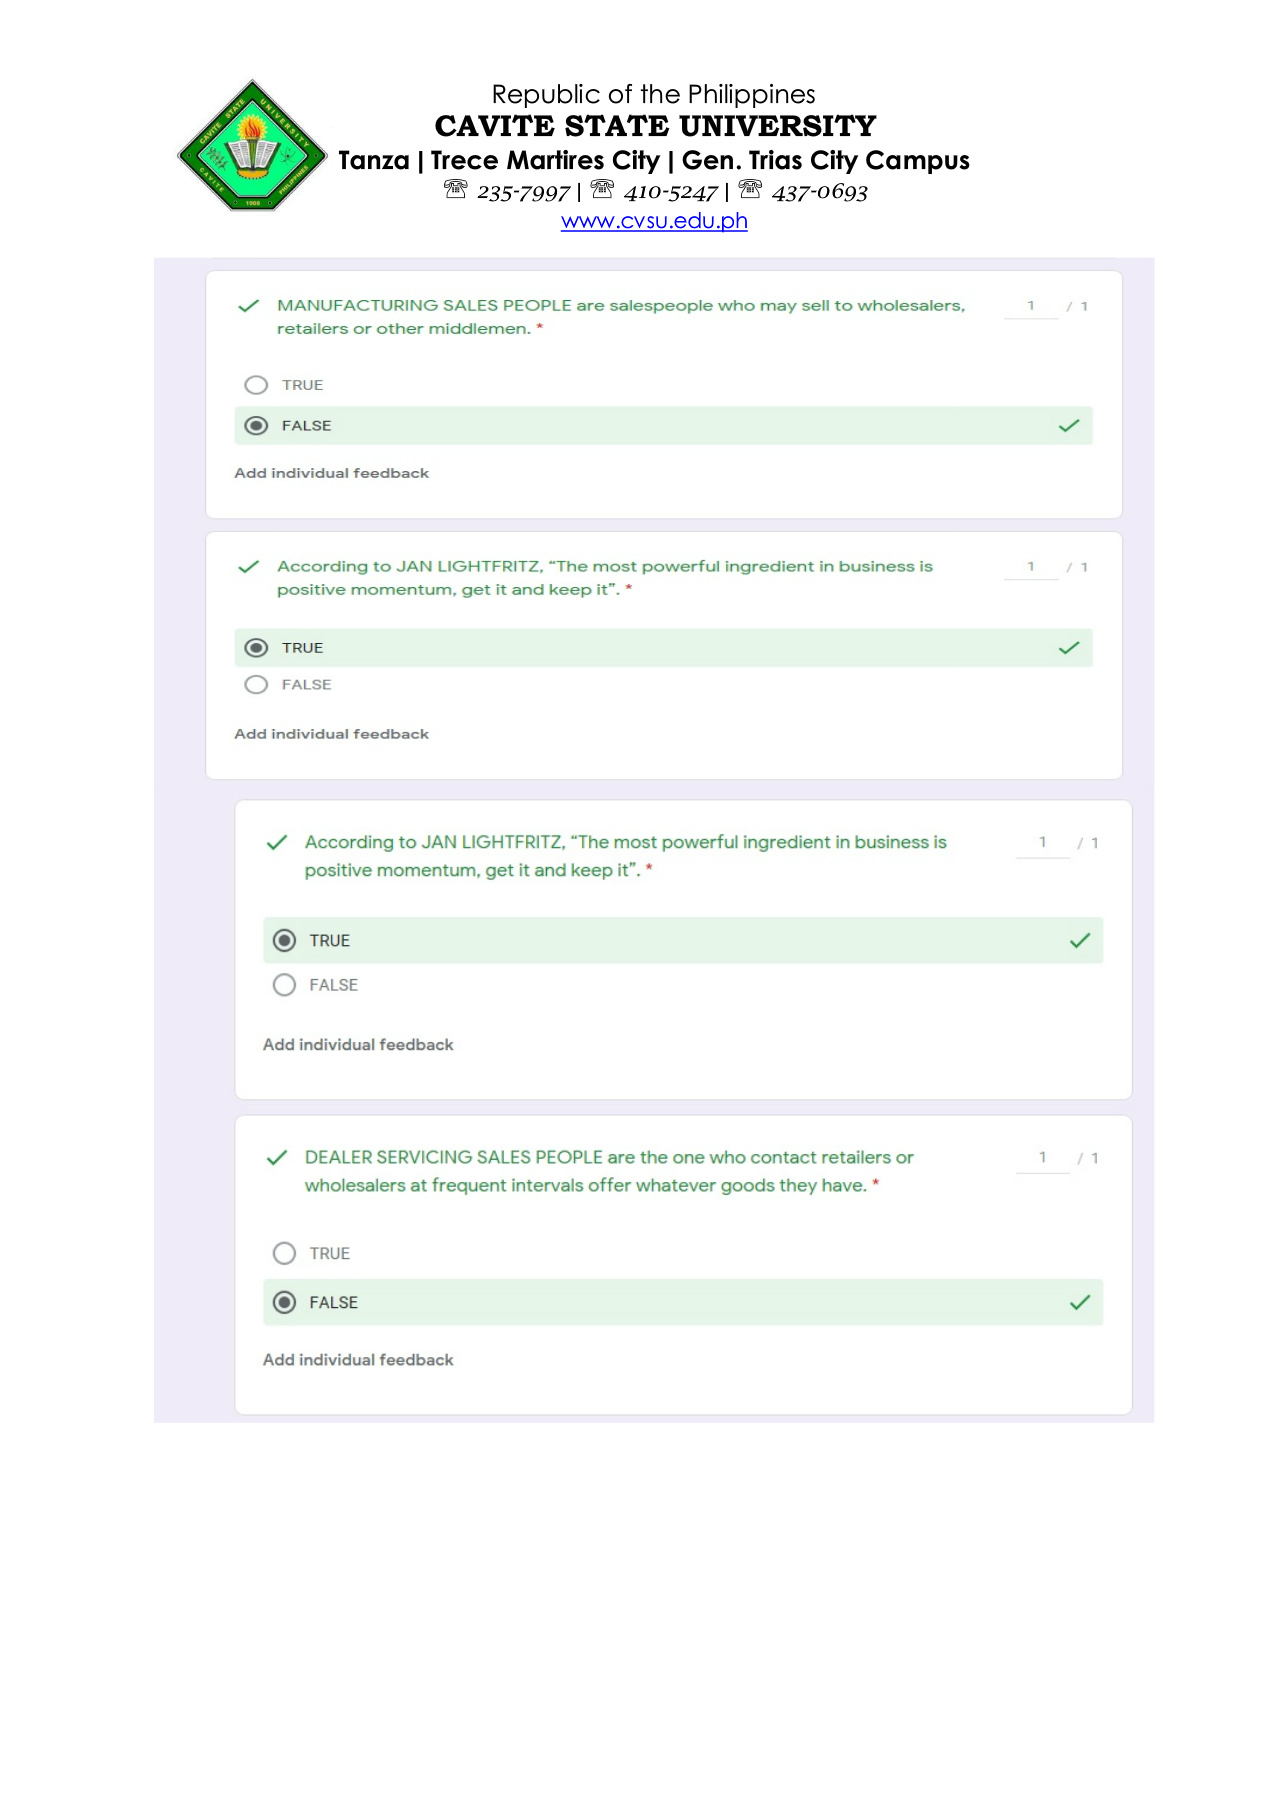 Republic of the Philippines
CAVITE STATE UNIVERSITY
Tanza | Trece Martires City | Gen. Trias City Campus
☏ 235-7997 | ☏ 410-5247 | ☏ 437-0693
www.cvsu.edu.ph
CAVITE STATE UNIVERSITY
CAVITE PHILIPPINES
1906
MANUFACTURING SALES PEOPLE are salespeople who may sell to wholesalers, 1 / 1
retailers or other middlemen. *
TRUE
FALSE
Add individual feedback
According to JAN LIGHTFRITZ, “The most powerful ingredient in business is 1 / 1
positive momentum, get it and keep it”. *
TRUE
FALSE
Add individual feedback
According to JAN LIGHTFRITZ, “The most powerful ingredient in business is 1 / 1
positive momentum, get it and keep it”. *
TRUE
FALSE
Add individual feedback
DEALER SERVICING SALES PEOPLE are the one who contact retailers or 1 / 1
wholesalers at frequent intervals offer whatever goods they have. *
TRUE
FALSE
Add individual feedback